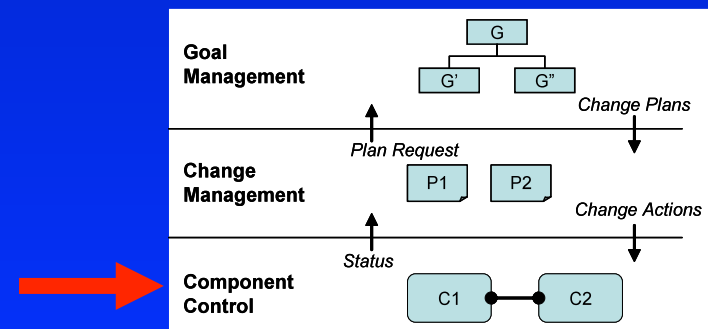 G
Goal
Management
G’ G”
Change Plans
Plan Request
Change
Management
P1 P2
Change Actions
Status
Component
Control
C1 C2